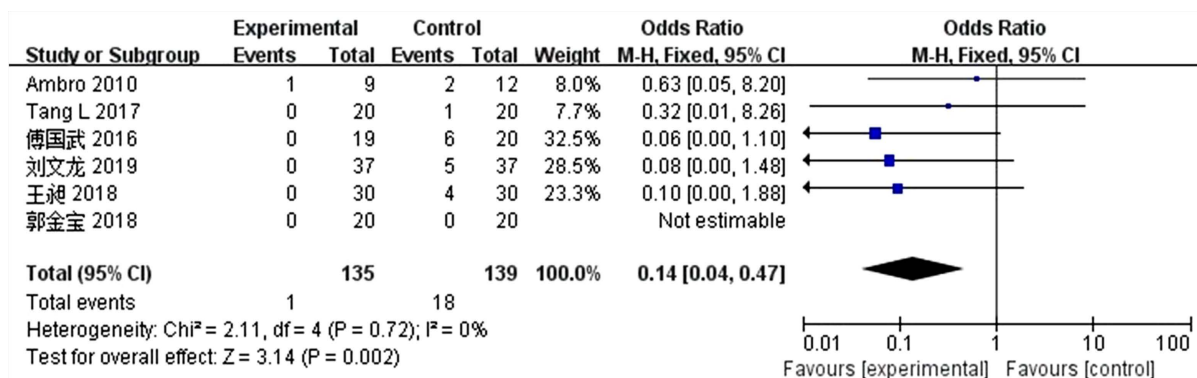 Experimental Control Odds Ratio Odds Ratio
Study or Subgroup Events Total Events Total Weight M-H, Fixed, 95% CI M-H, Fixed, 95% CI
Ambro 2010 1 9 2 12 8.0% 0.63 [0.05, 8.20]
Tang L 2017 0 20 1 20 7.7% 0.32 [0.01, 8.26]
傅国武 2016 0 19 6 20 32.5% 0.06 [0.00, 1.10]
刘文龙 2019 0 37 5 37 28.5% 0.08 [0.00, 1.48]
王昶 2018 0 30 4 30 23.3% 0.10 [0.00, 1.88]
郭金宝 2018 0 20 0 20 Not estimable
Total (95% CI) 135 139 100.0% 0.14 [0.04, 0.47]
Total events 1 18
Heterogeneity: Chi² = 2.11, df = 4 (P = 0.72); I² = 0%
Test for overall effect: Z = 3.14 (P = 0.002)
0.01 0.1 1 10 100
Favours [experimental] Favours [control]